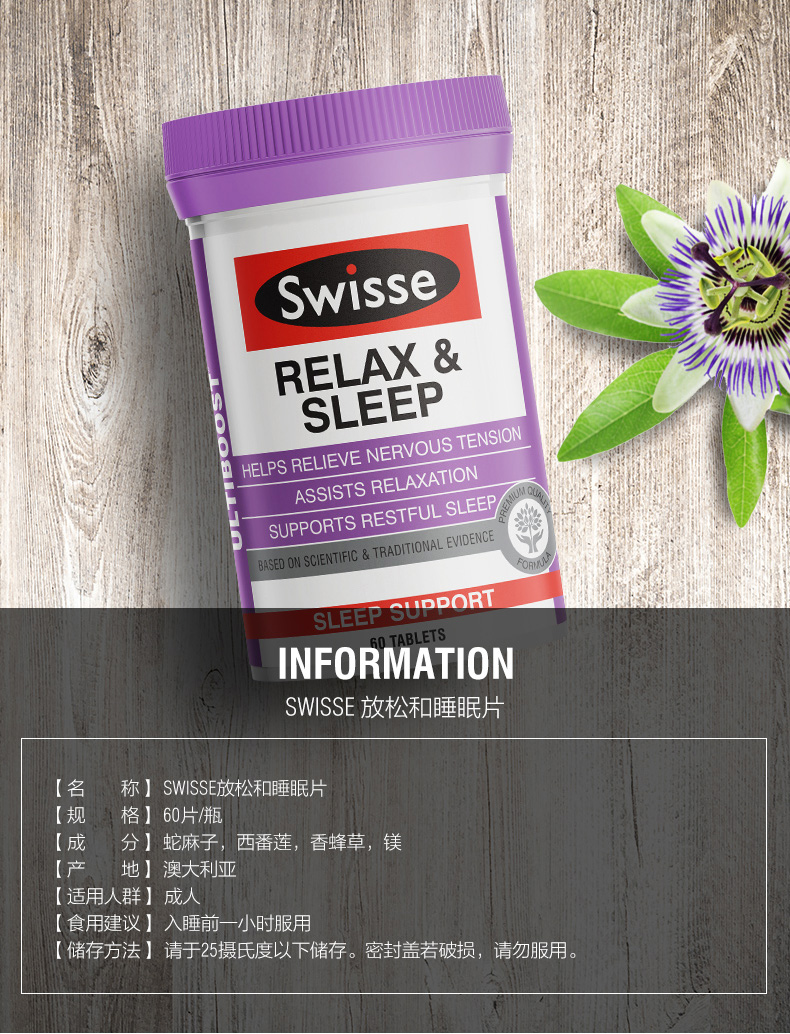 Swisse
RELAX &
SLEEP
ULTIBOOST
HELPS RELIEVE NERVOUS TENSION
ASSISTS RELAXATION
SUPPORTS RESTFUL SLEEP
PREMIUM QUALITY
FORMULA
BASED ON SCIENTIFIC & TRADITIONAL EVIDENCE
SLEEP SUPPORT
60 TABLETS
INFORMATION
SWISSE 放松和睡眠片
【名 称】SWISSE放松和睡眠片
【规 格】60片/瓶
【成 分】蛇麻子，西番莲，香蜂草，镁
【产 地】澳大利亚
【适用人群】成人
【食用建议】入睡前一小时服用
【储存方法】请于25摄氏度以下储存。密封盖若破损，请勿服用。